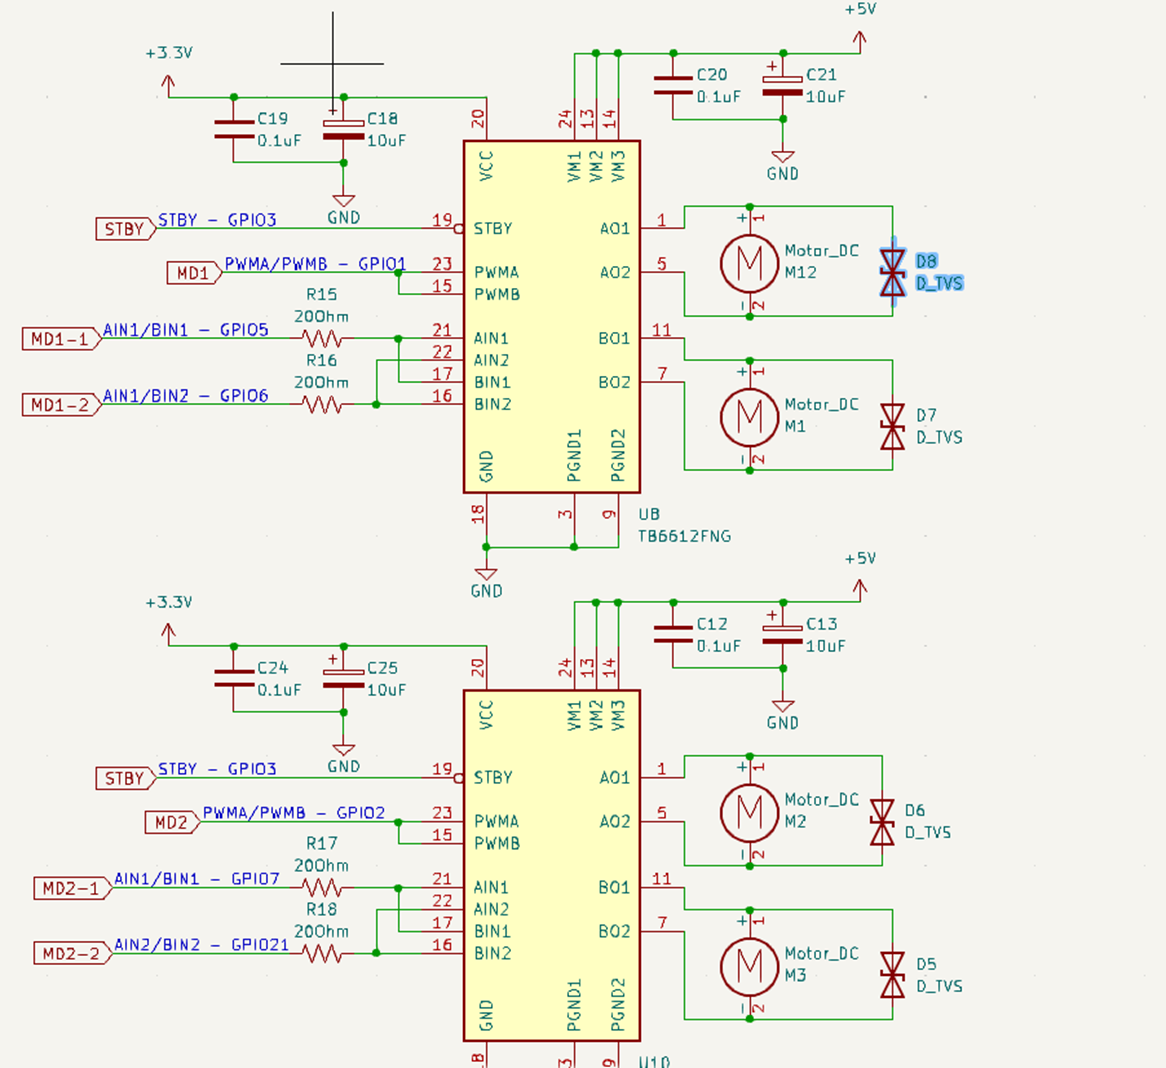 +5V
+3.3V
C20
0.1uF
+
C21
10uF
C19
0.1uF
+
C18
10uF
20
24
13
14
VCC
VM1
VM2
VM3
GND
GND
STBY
STBY - GPIO3
19
STBY
AO1
1
+
1
Motor_DC
M12
M
D8
D_TVS
MD1
PWMA/PWMB - GPIO1
23
PWMA
AO2
5
15
PWMB
-
2
R15
200hm
MD1-1
AIN1/BIN1 - GPIO5
21
AIN1
BO1
11
R16
200hm
22
AIN2
+
1
17
BIN1
BO2
7
MD1-2
AIN1/BIN2 - GPIO6
16
BIN2
Motor_DC
M1
M
D7
D_TVS
-
2
GND
PGND1
PGND2
18
3
9
U8
TB6612FNG
GND
+5V
+3.3V
C12
0.1uF
+
C13
10uF
C24
0.1uF
+
C25
10uF
20
24
13
14
VCC
VM1
VM2
VM3
GND
GND
STBY
STBY - GPIO3
19
STBY
AO1
1
+
1
Motor_DC
M2
M
D6
D_TVS
MD2
PWMA/PWMB - GPIO2
23
PWMA
AO2
5
15
PWMB
-
2
R17
200hm
MD2-1
AIN1/BIN1 - GPIO7
21
AIN1
BO1
11
R18
200hm
22
AIN2
+
1
17
BIN1
BO2
7
MD2-2
AIN2/BIN2 - GPIO21
16
BIN2
Motor_DC
M3
M
D5
D_TVS
-
2
GND
PGND1
PGND2